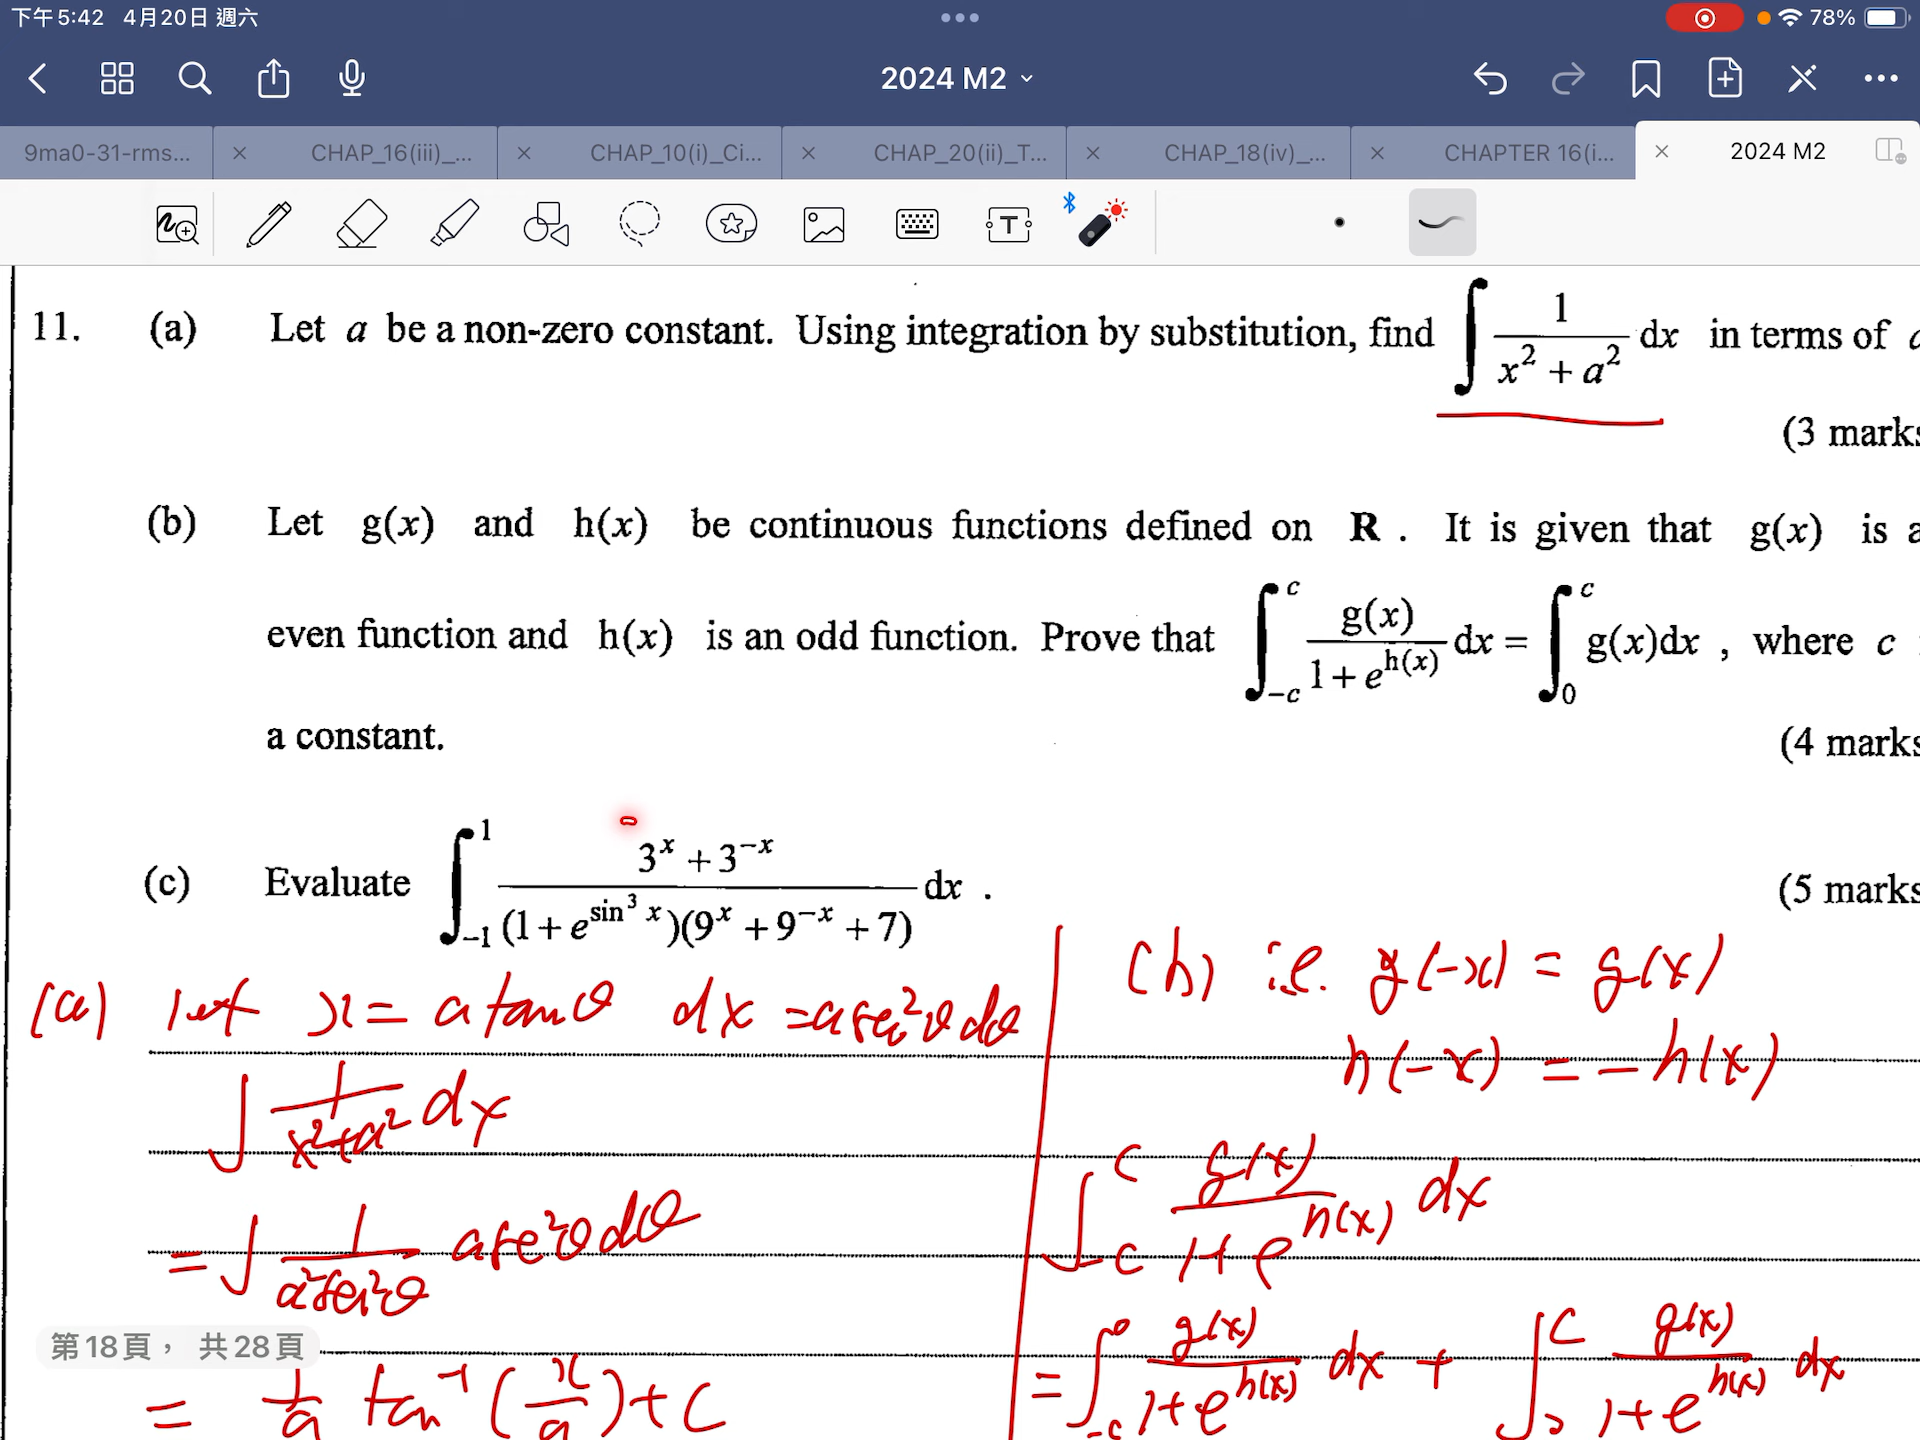 下午5:42 4月20日 週六
78%
2024 M2
9ma0-31-rms...
CHAP_16(iii)_...
CHAP_10(i)_Ci...
CHAP_20(ii)_T...
CHAP_18(iv)_...
CHAPTER 16(i...
2024 M2
11. (a) Let a be a non-zero constant. Using integration by substitution, find ∫ 1/(x² + a²) dx in terms of
(3 marks
(b) Let g(x) and h(x) be continuous functions defined on R . It is given that g(x) is a
even function and h(x) is an odd function. Prove that ∫_{-c}^{c} g(x)/(1 + e^{h(x)}) dx = ∫_0^c g(x)dx , where c
a constant.
(4 marks
(c) Evaluate ∫_{-1}^{1} (3^x + 3^{-x})/((1 + e^{sin³ x})(9^x + 9^{-x} + 7)) dx .
(5 marks
(a) let x = a tanθ dx = a sec²θ dθ
∫ 1/(x²+a²) dx
= ∫ 1/(a²sec²θ) a sec²θ dθ
= 1/a tan⁻¹(x/a) + C
(b) i.e. g(-x) = g(x)
h(-x) = -h(x)
∫_{-c}^{c} g(x)/(1+e^{h(x)}) dx
= ∫_{-c}^{0} g(x)/(1+e^{h(x)}) dx + ∫_0^c g(x)/(1+e^{h(x)}) dx
第18頁， 共28頁